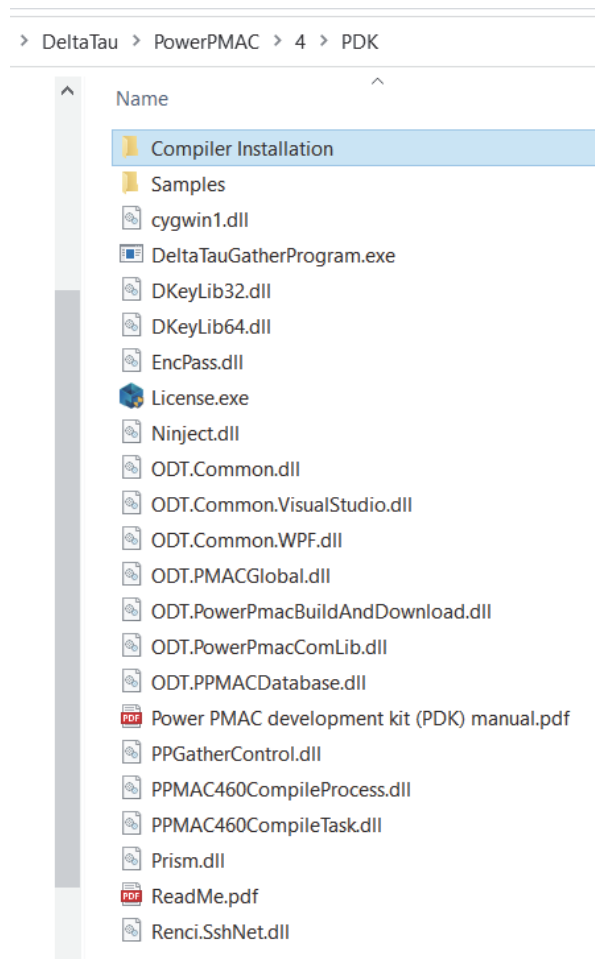 > DeltaTau > PowerPMAC > 4 > PDK
Name
Compiler Installation
Samples
cygwin1.dll
DeltaTauGatherProgram.exe
DKeyLib32.dll
DKeyLib64.dll
EncPass.dll
License.exe
Ninject.dll
ODT.Common.dll
ODT.Common.VisualStudio.dll
ODT.Common.WPF.dll
ODT.PMACGlobal.dll
ODT.PowerPmacBuildAndDownload.dll
ODT.PowerPmacComLib.dll
ODT.PPMACDatabase.dll
PDF Power PMAC development kit (PDK) manual.pdf
PPGatherControl.dll
PPMAC460CompileProcess.dll
PPMAC460CompileTask.dll
Prism.dll
PDF ReadMe.pdf
Renci.SshNet.dll